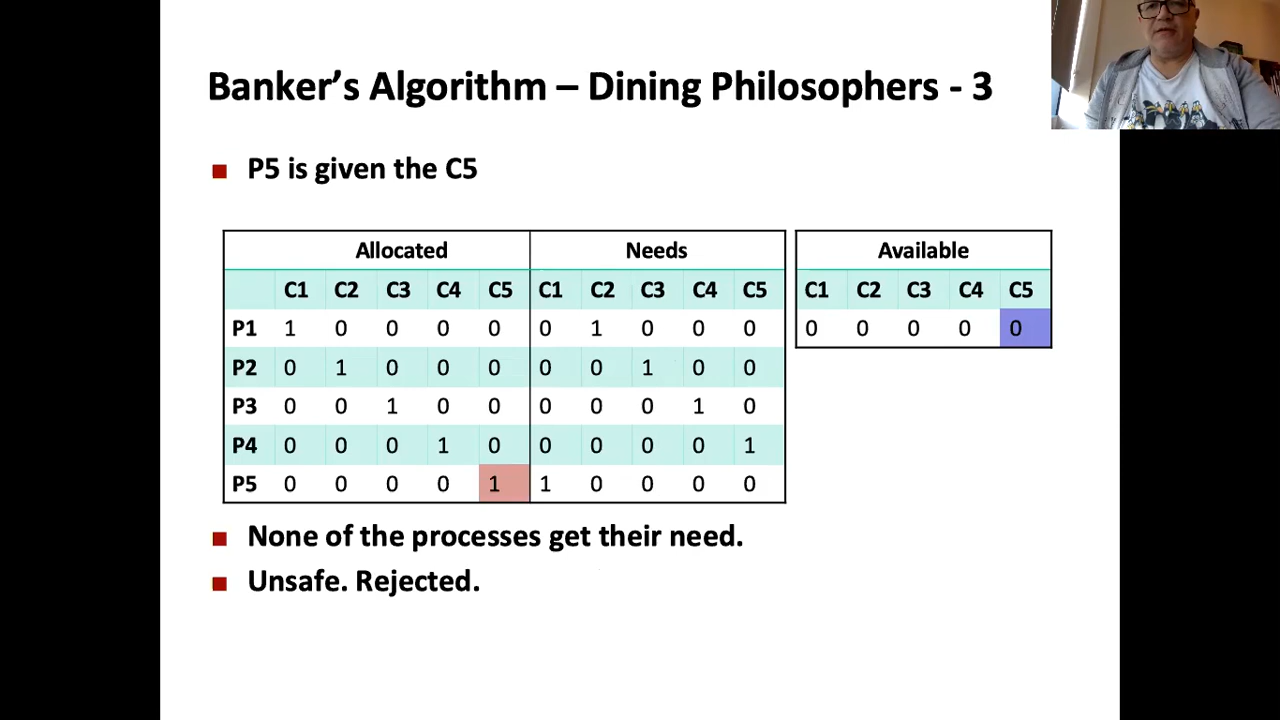 Banker's Algorithm – Dining Philosophers - 3
P5 is given the C5
Allocated Needs Available
C1 C2 C3 C4 C5 C1 C2 C3 C4 C5 C1 C2 C3 C4 C5
P1 1 0 0 0 0 0 1 0 0 0 0 0 0 0 0
P2 0 1 0 0 0 0 0 1 0 0
P3 0 0 1 0 0 0 0 0 1 0
P4 0 0 0 1 0 0 0 0 0 1
P5 0 0 0 0 1 1 0 0 0 0
None of the processes get their need.
Unsafe. Rejected.